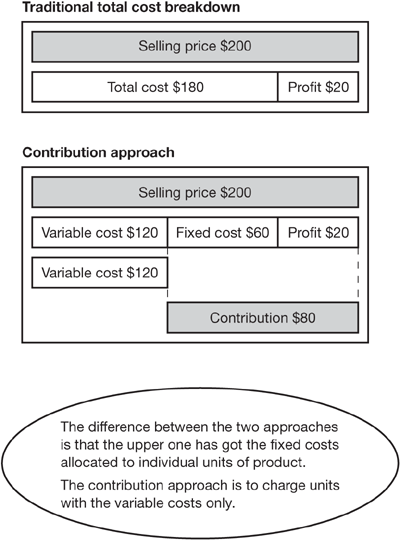 Traditional total cost breakdown
Selling price $200
Total cost $180 Profit $20
Contribution approach
Selling price $200
Variable cost $120 Fixed cost $60 Profit $20
Variable cost $120
Contribution $80
The difference between the two approaches
is that the upper one has got the fixed costs
allocated to individual units of product.
The contribution approach is to charge units
with the variable costs only.